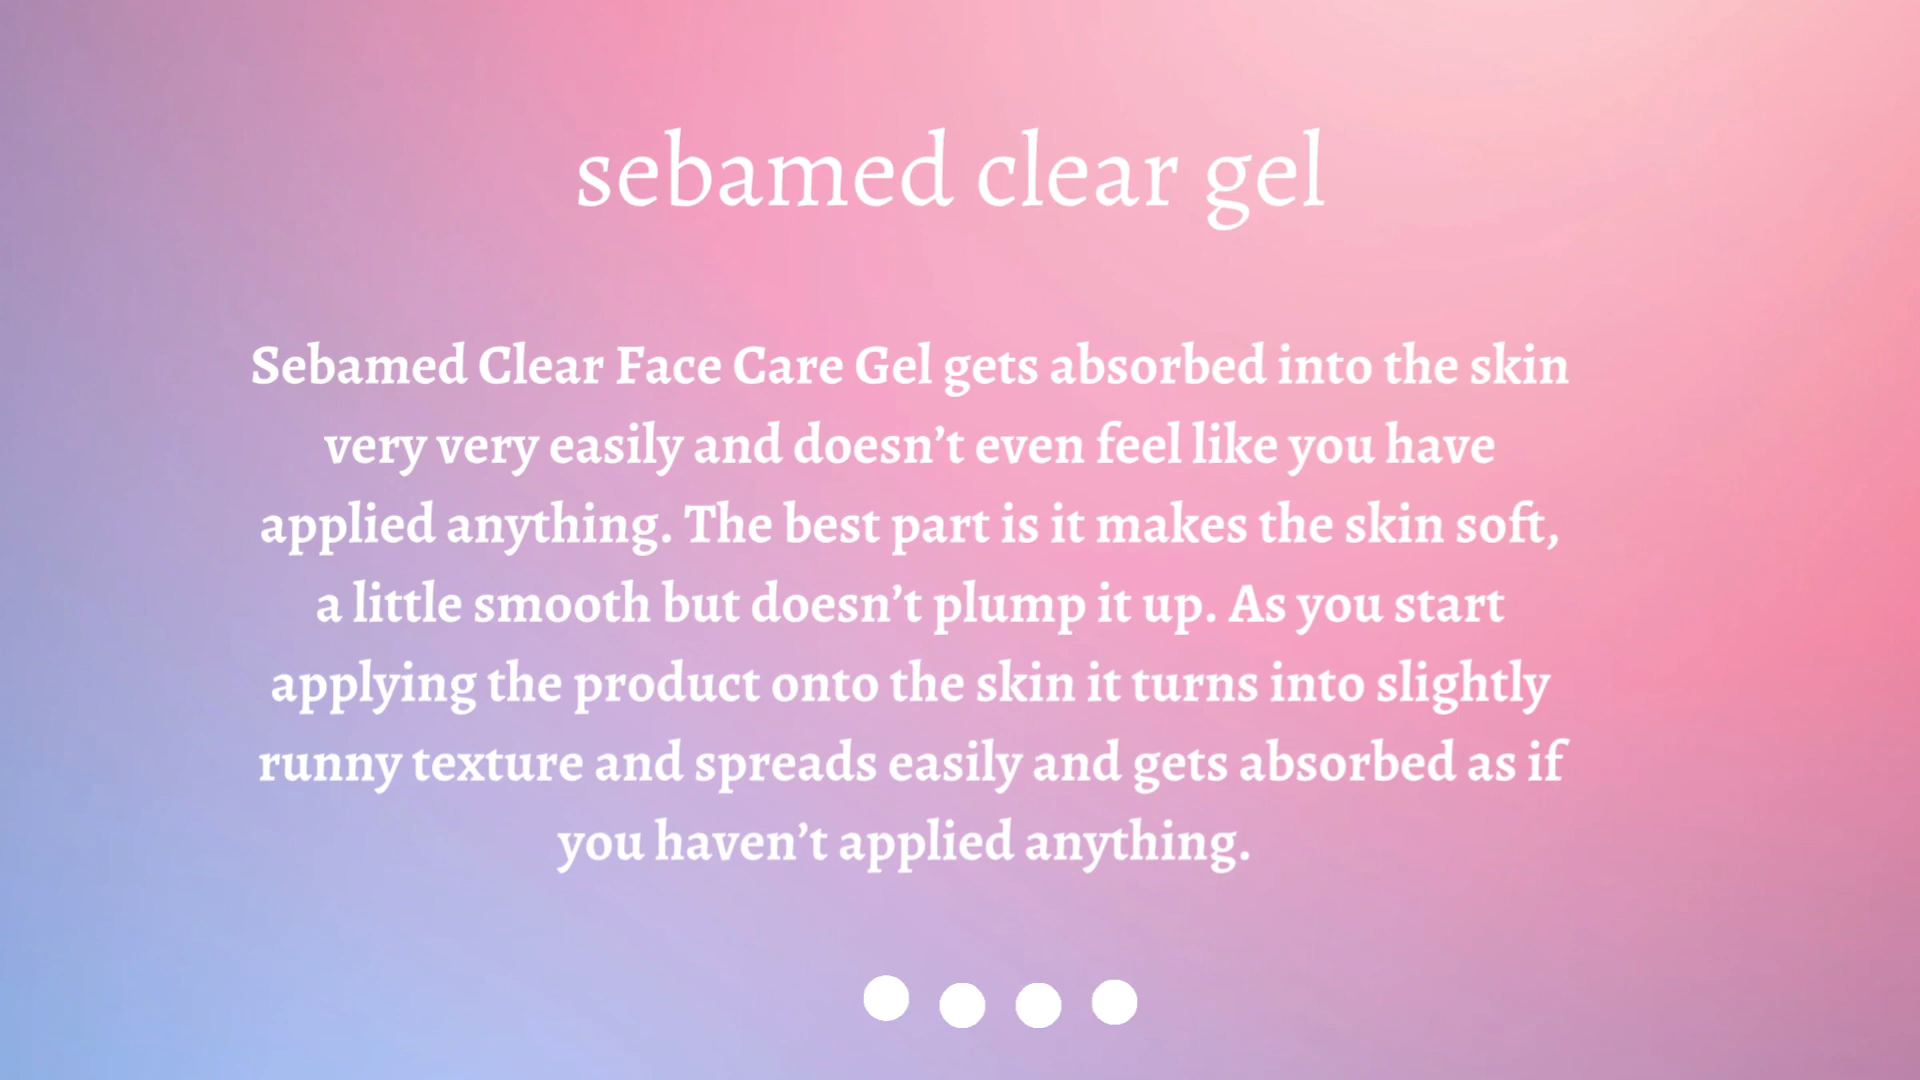 sebamed clear gel
Sebamed Clear Face Care Gel gets absorbed into the skin
very very easily and doesn’t even feel like you have
applied anything. The best part is it makes the skin soft,
a little smooth but doesn’t plump it up. As you start
applying the product onto the skin it turns into slightly
runny texture and spreads easily and gets absorbed as if
you haven’t applied anything.